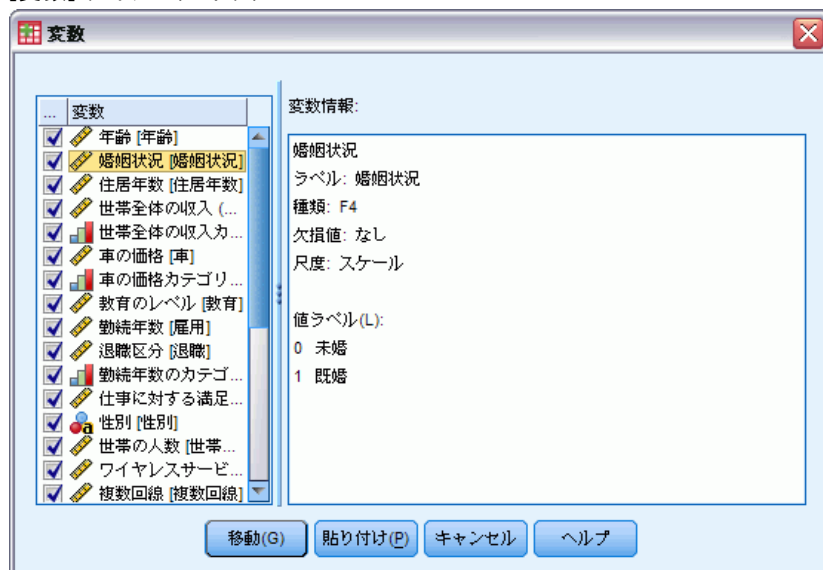 変数
... 変数
年齢 [年齢]
婚姻状況 [婚姻状況]
住居年数 [住居年数]
世帯全体の収入 (...
世帯全体の収入カ...
車の価格 [車]
車の価格カテゴリ...
教育のレベル [教育]
勤続年数 [雇用]
退職区分 [退職]
勤続年数のカテゴ...
仕事に対する満足...
性別 [性別]
世帯の人数 [世帯...
ワイヤレスサービ...
複数回線 [複数回線]
変数情報:
婚姻状況
ラベル: 婚姻状況
種類: F4
欠損値: なし
尺度: スケール
値ラベル(L):
0 未婚
1 既婚
移動(G) 貼り付け(P) キャンセル ヘルプ